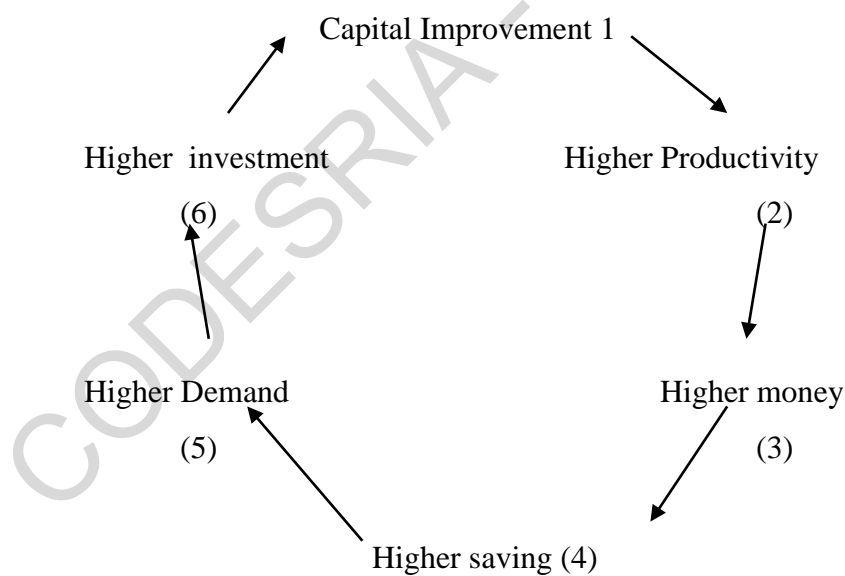 Capital Improvement 1
Higher investment
Higher Productivity
(6)
(2)
Higher Demand
Higher money
(5)
(3)
Higher saving (4)
CODESRIA -